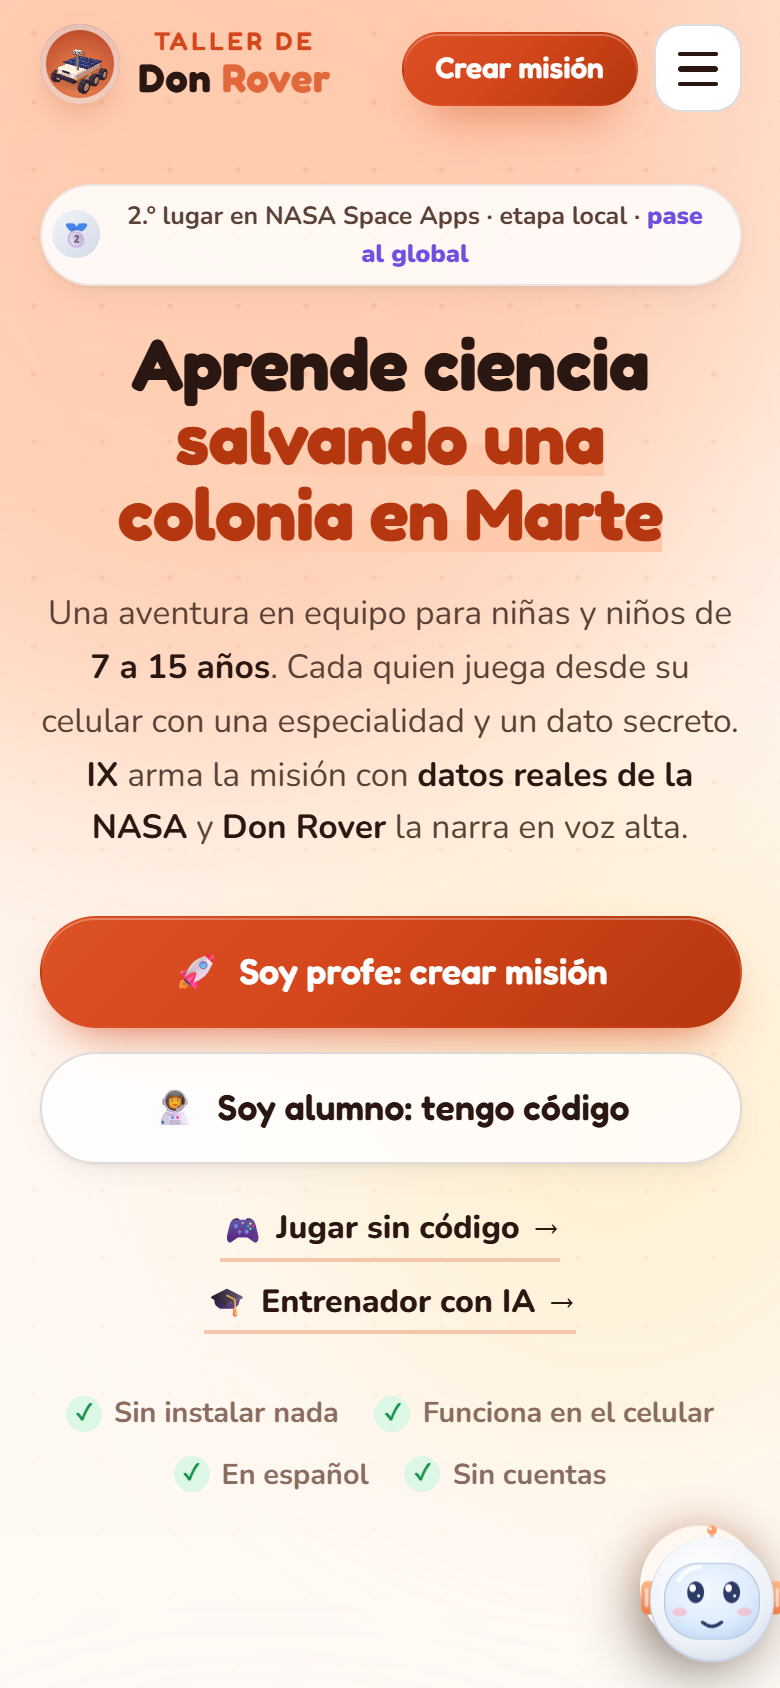 TALLER DE
Don Rover
Crear misión
2
2.º lugar en NASA Space Apps · etapa local · pase
al global
Aprende ciencia
salvando una
colonia en Marte
Una aventura en equipo para niñas y niños de
7 a 15 años. Cada quien juega desde su
celular con una especialidad y un dato secreto.
IX arma la misión con datos reales de la
NASA y Don Rover la narra en voz alta.
Soy profe: crear misión
Soy alumno: tengo código
Jugar sin código →
Entrenador con IA →
✓ Sin instalar nada ✓ Funciona en el celular
✓ En español ✓ Sin cuentas